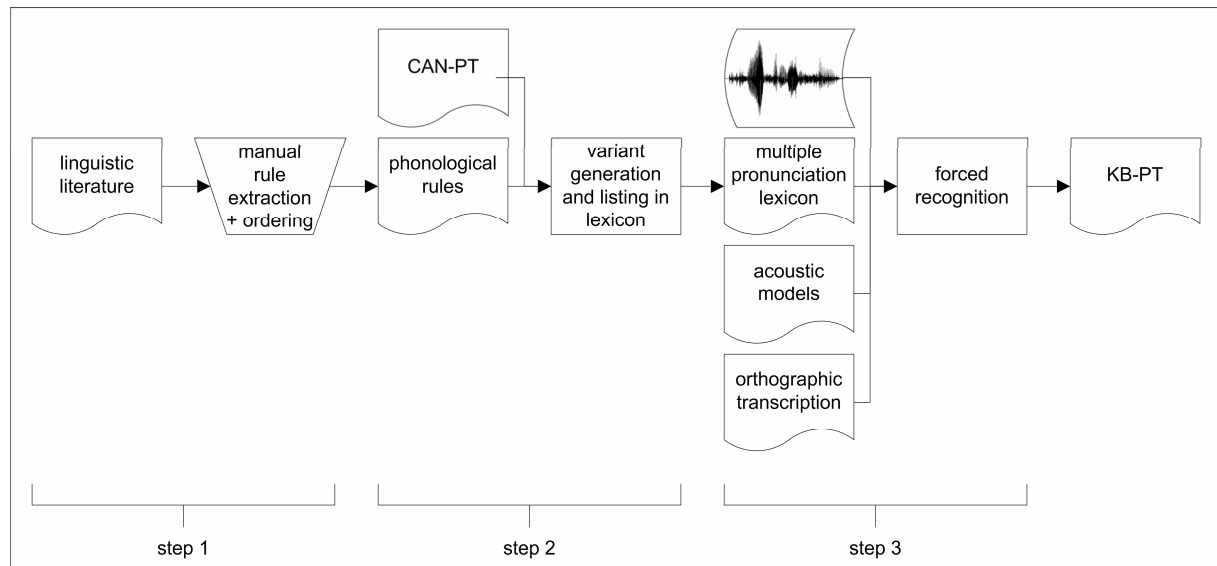 CAN-PT
linguistic
literature
manual
rule
extraction
+ ordering
phonological
rules
variant
generation
and listing in
lexicon
multiple
pronunciation
lexicon
forced
recognition
KB-PT
acoustic
models
orthographic
transcription
step 1
step 2
step 3